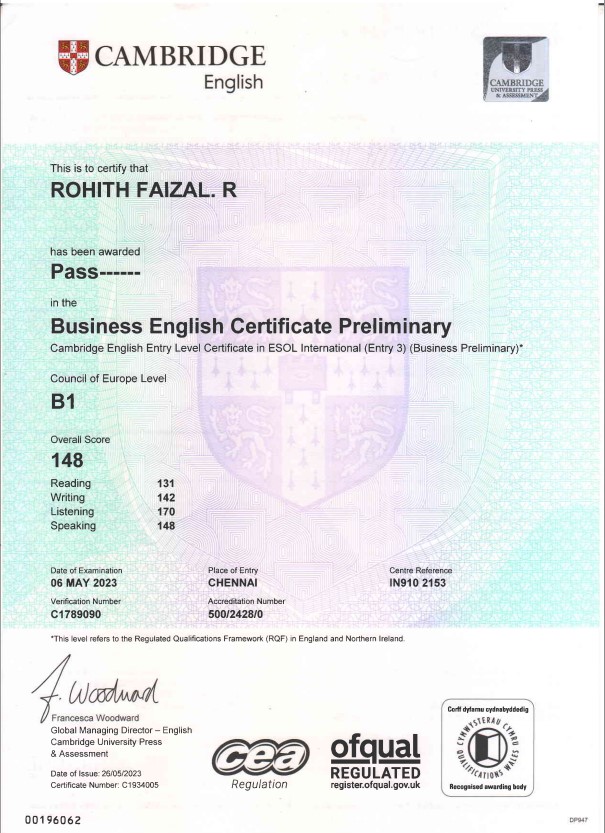 CAMBRIDGE
English
CAMBRIDGE
UNIVERSITY PRESS
& ASSESSMENT
This is to certify that
ROHITH FAIZAL. R
has been awarded
Pass------
in the
Business English Certificate Preliminary
Cambridge English Entry Level Certificate in ESOL International (Entry 3) (Business Preliminary)*
Council of Europe Level
B1
Overall Score
148
Reading 131
Writing 142
Listening 170
Speaking 148
Date of Examination Place of Entry Centre Reference
06 MAY 2023 CHENNAI IN910 2153
Verification Number Accreditation Number
C1789090 500/2428/0
*This level refers to the Regulated Qualifications Framework (RQF) in England and Northern Ireland.
F. Woodward
Francesca Woodward
Global Managing Director – English
Cambridge University Press
& Assessment
Date of Issue: 26/05/2023
Certificate Number: C1934005
cea
Regulation
ofqual
REGULATED
register.ofqual.gov.uk
Corff dyfarnu cydnabyddedig
CYMWYSTERAU CYMRU
QUALIFICATIONS WALES
Recognised awarding body
00196062
DP947